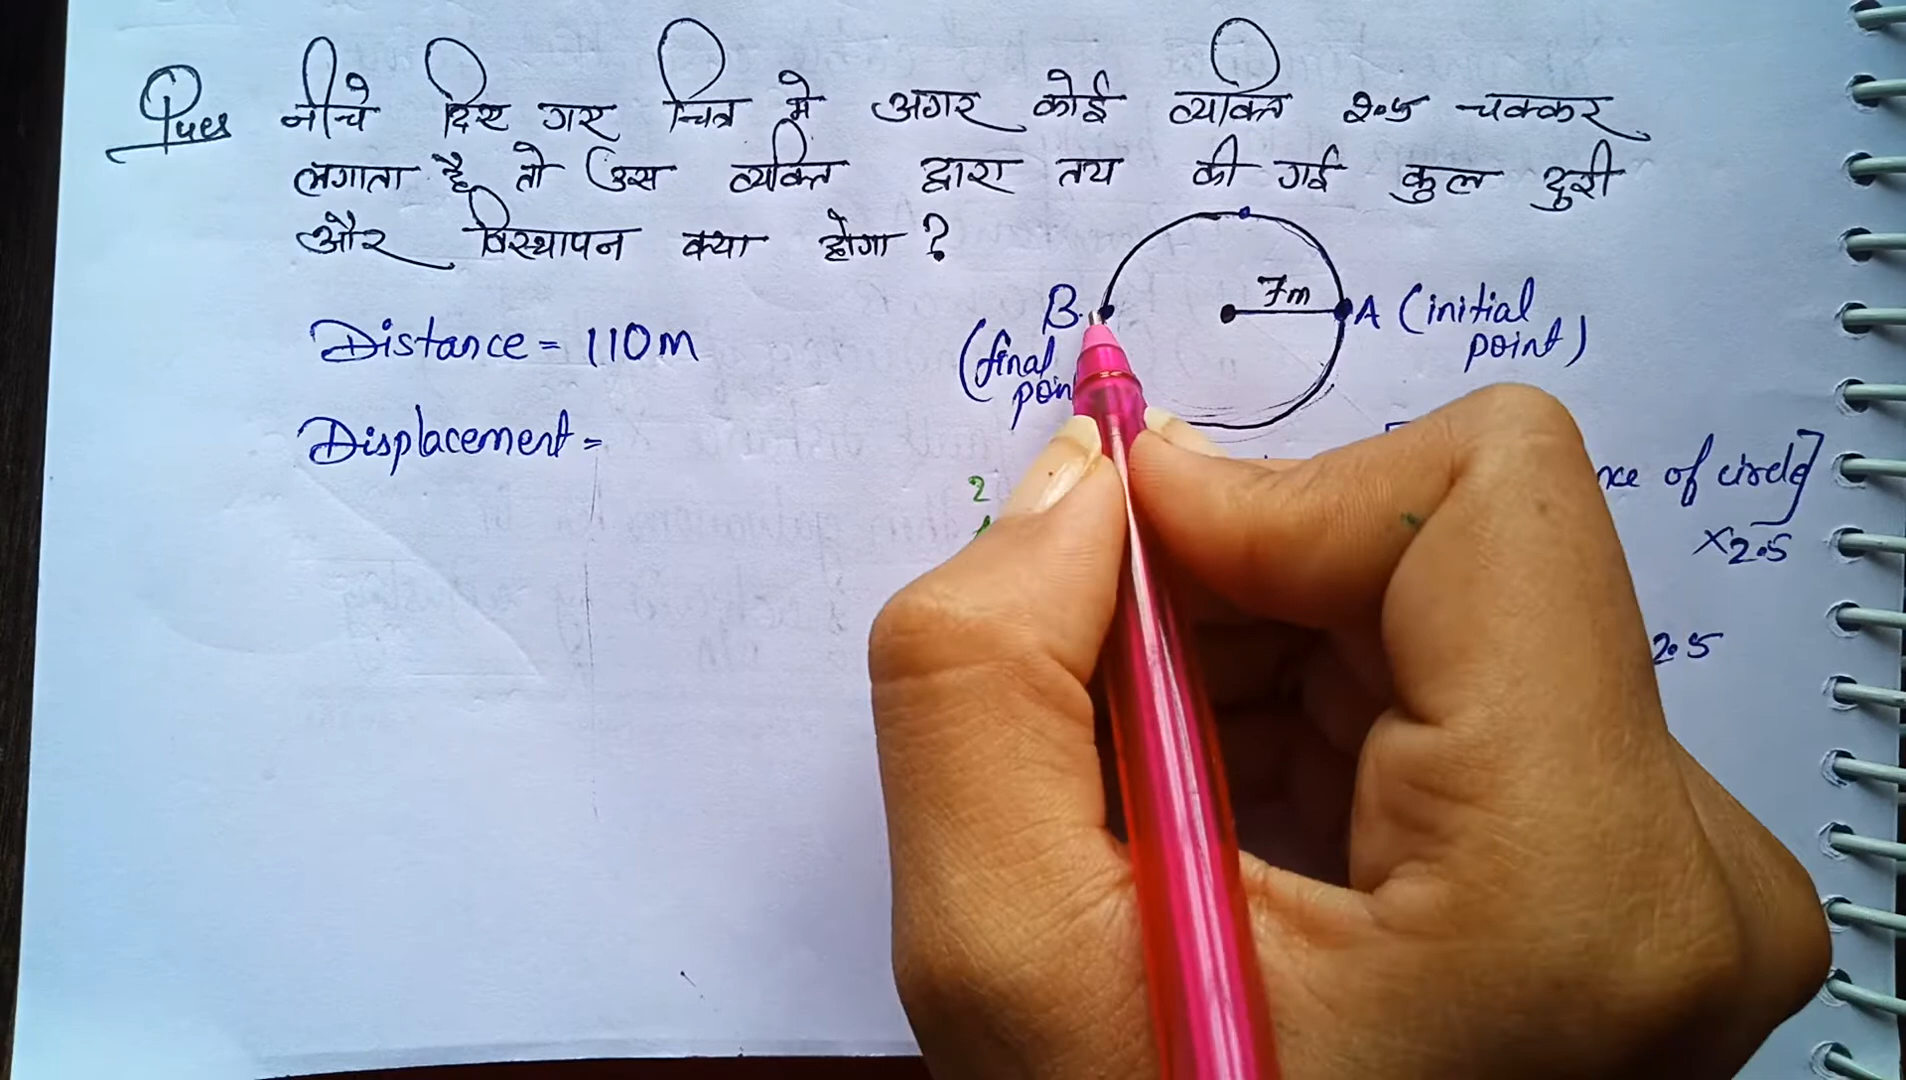 Ques नीचे दिए गए चित्र मे अगर कोई व्यक्ति 2.5 चक्कर
लगाता है तो उस व्यक्ति द्वारा तय की गई कुल दुरी
और विस्थापन क्या होगा ?
7m
B.
A (initial
point)
(final
Distance = 110m
Displacement =
2
of circle]
×2.5
2.5